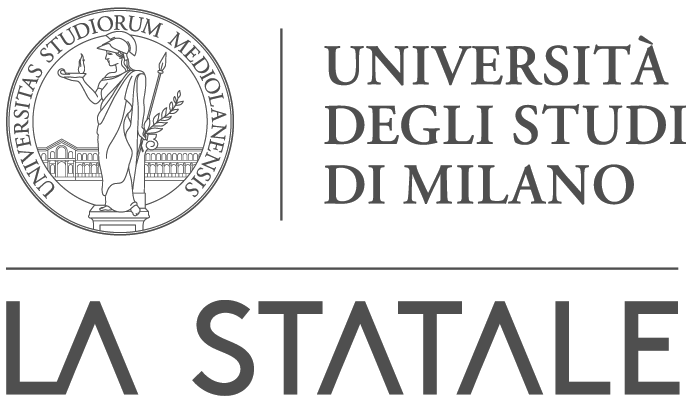 UNIVERSITAS STUDIORUM MEDIOLANENSIS
UNIVERSITÀ
DEGLI STUDI
DI MILANO
LA STATALE